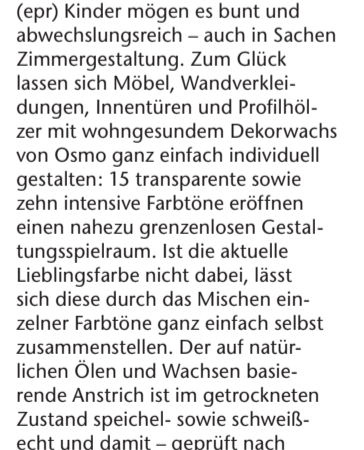 (epr) Kinder mögen es bunt und
abwechslungsreich – auch in Sachen
Zimmergestaltung. Zum Glück
lassen sich Möbel, Wandverklei-
dungen, Innentüren und Profilhöl-
zer mit wohngesundem Dekorwachs
von Osmo ganz einfach individuell
gestalten: 15 transparente sowie
zehn intensive Farbtöne eröffnen
einen nahezu grenzenlosen Gestal-
tungsspielraum. Ist die aktuelle
Lieblingsfarbe nicht dabei, lässt
sich diese durch das Mischen ein-
zelner Farbtöne ganz einfach selbst
zusammenstellen. Der auf natür-
lichen Ölen und Wachsen basie-
rende Anstrich ist im getrockneten
Zustand speichel- sowie schweiß-
echt und damit – geprüft nach